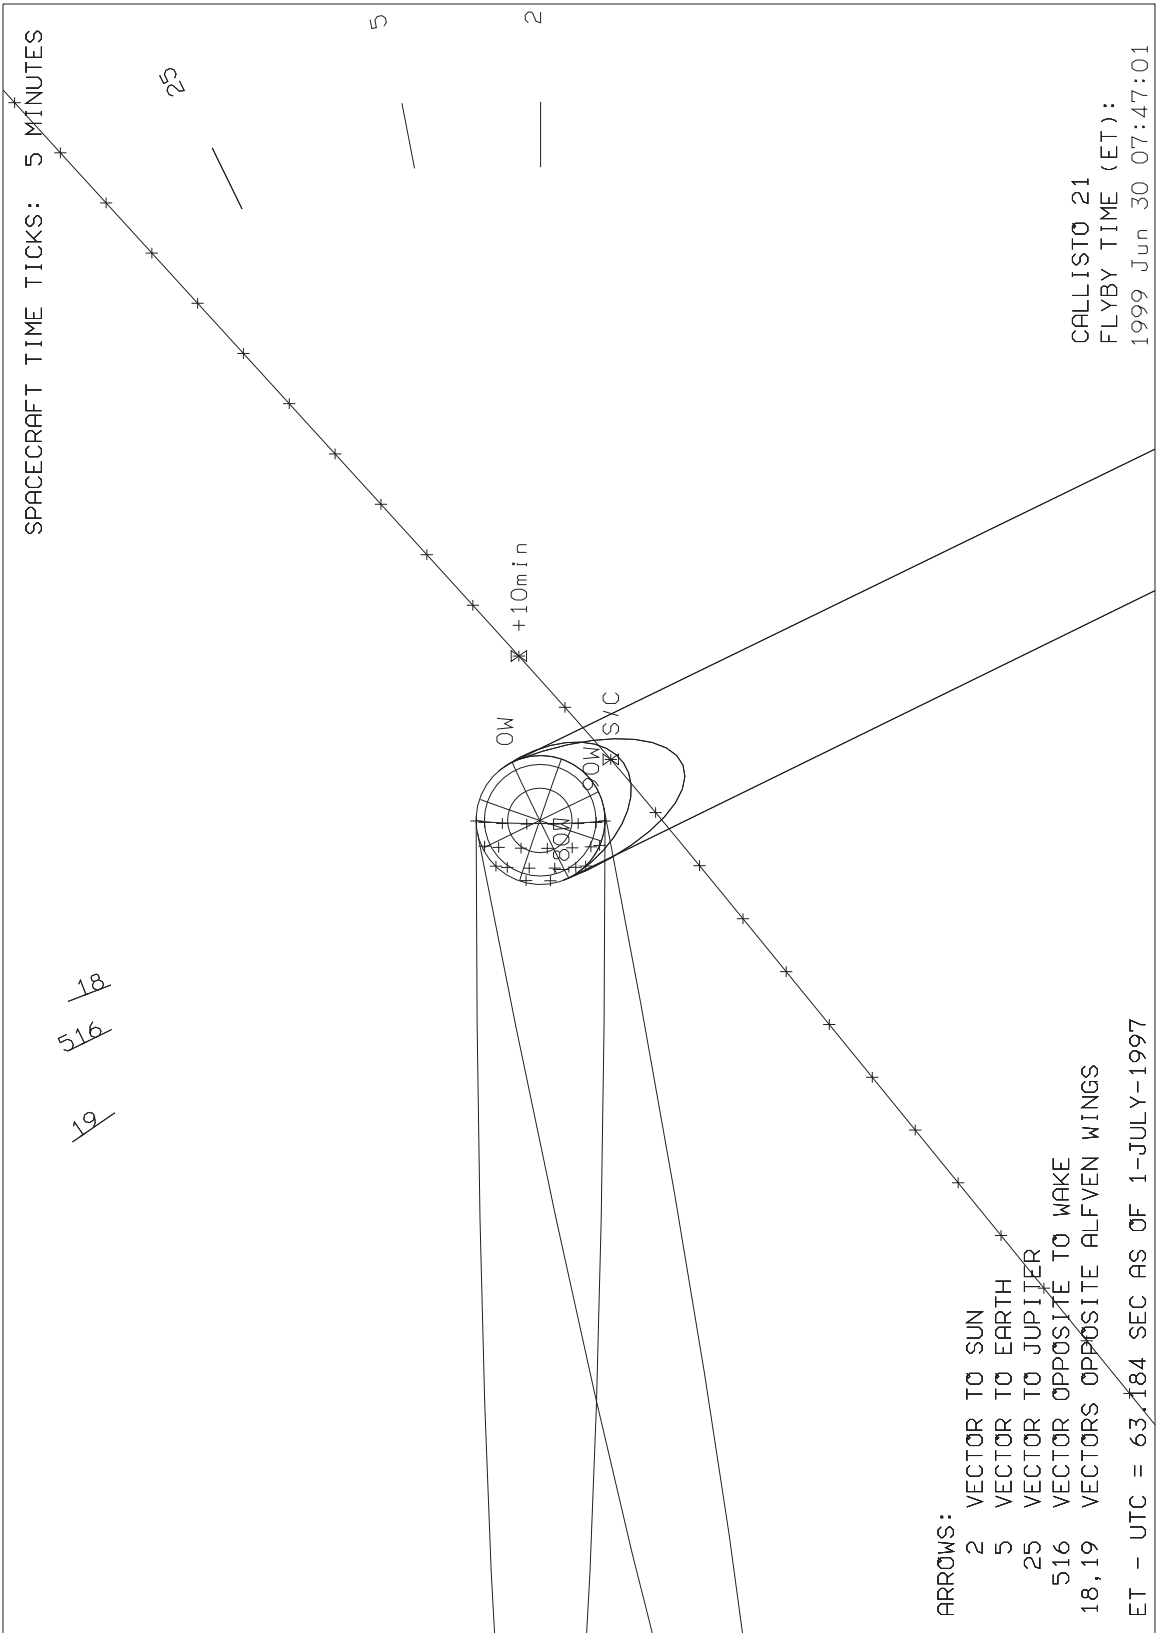 SPACECRAFT TIME TICKS: 5 MINUTES
25
5
2
18
516
19
0W
+10min
90W
S/C
180W
ARROWS:
2 VECTOR TO SUN
5 VECTOR TO EARTH
25 VECTOR TO JUPITER
516 VECTOR OPPOSITE TO WAKE
18,19 VECTORS OPPOSITE ALFVEN WINGS
ET - UTC = 63.184 SEC AS OF 1-JULY-1997
CALLISTO 21
FLYBY TIME (ET):
1999 Jun 30 07:47:01